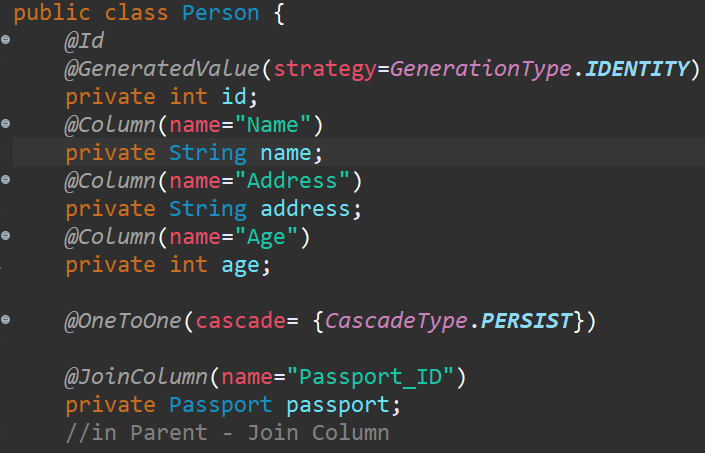 public class Person {
@Id
@GeneratedValue(strategy=GenerationType.IDENTITY)
private int id;
@Column(name="Name")
private String name;
@Column(name="Address")
private String address;
@Column(name="Age")
private int age;
@OneToOne(cascade= {CascadeType.PERSIST})
@JoinColumn(name="Passport_ID")
private Passport passport;
//in Parent - Join Column